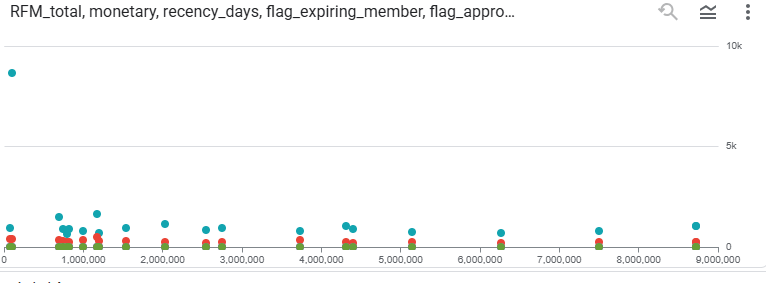 RFM_total, monetary, recency_days, flag_expiring_member, flag_appro...
10k
5k
0
0 1,000,000 2,000,000 3,000,000 4,000,000 5,000,000 6,000,000 7,000,000 8,000,000 9,000,000